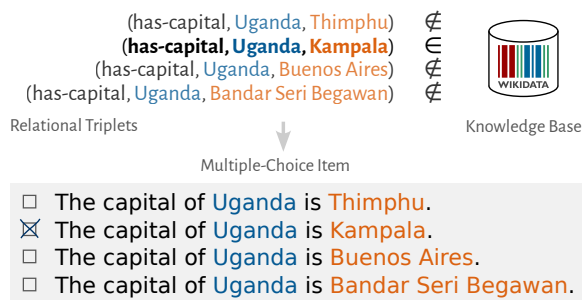 (has-capital, Uganda, Thimphu) ∉
(has-capital, Uganda, Kampala) ∈
(has-capital, Uganda, Buenos Aires) ∉
(has-capital, Uganda, Bandar Seri Begawan) ∉
WIKIDATA
Relational Triplets
Knowledge Base
Multiple-Choice Item
☐ The capital of Uganda is Thimphu.
☒ The capital of Uganda is Kampala.
☐ The capital of Uganda is Buenos Aires.
☐ The capital of Uganda is Bandar Seri Begawan.